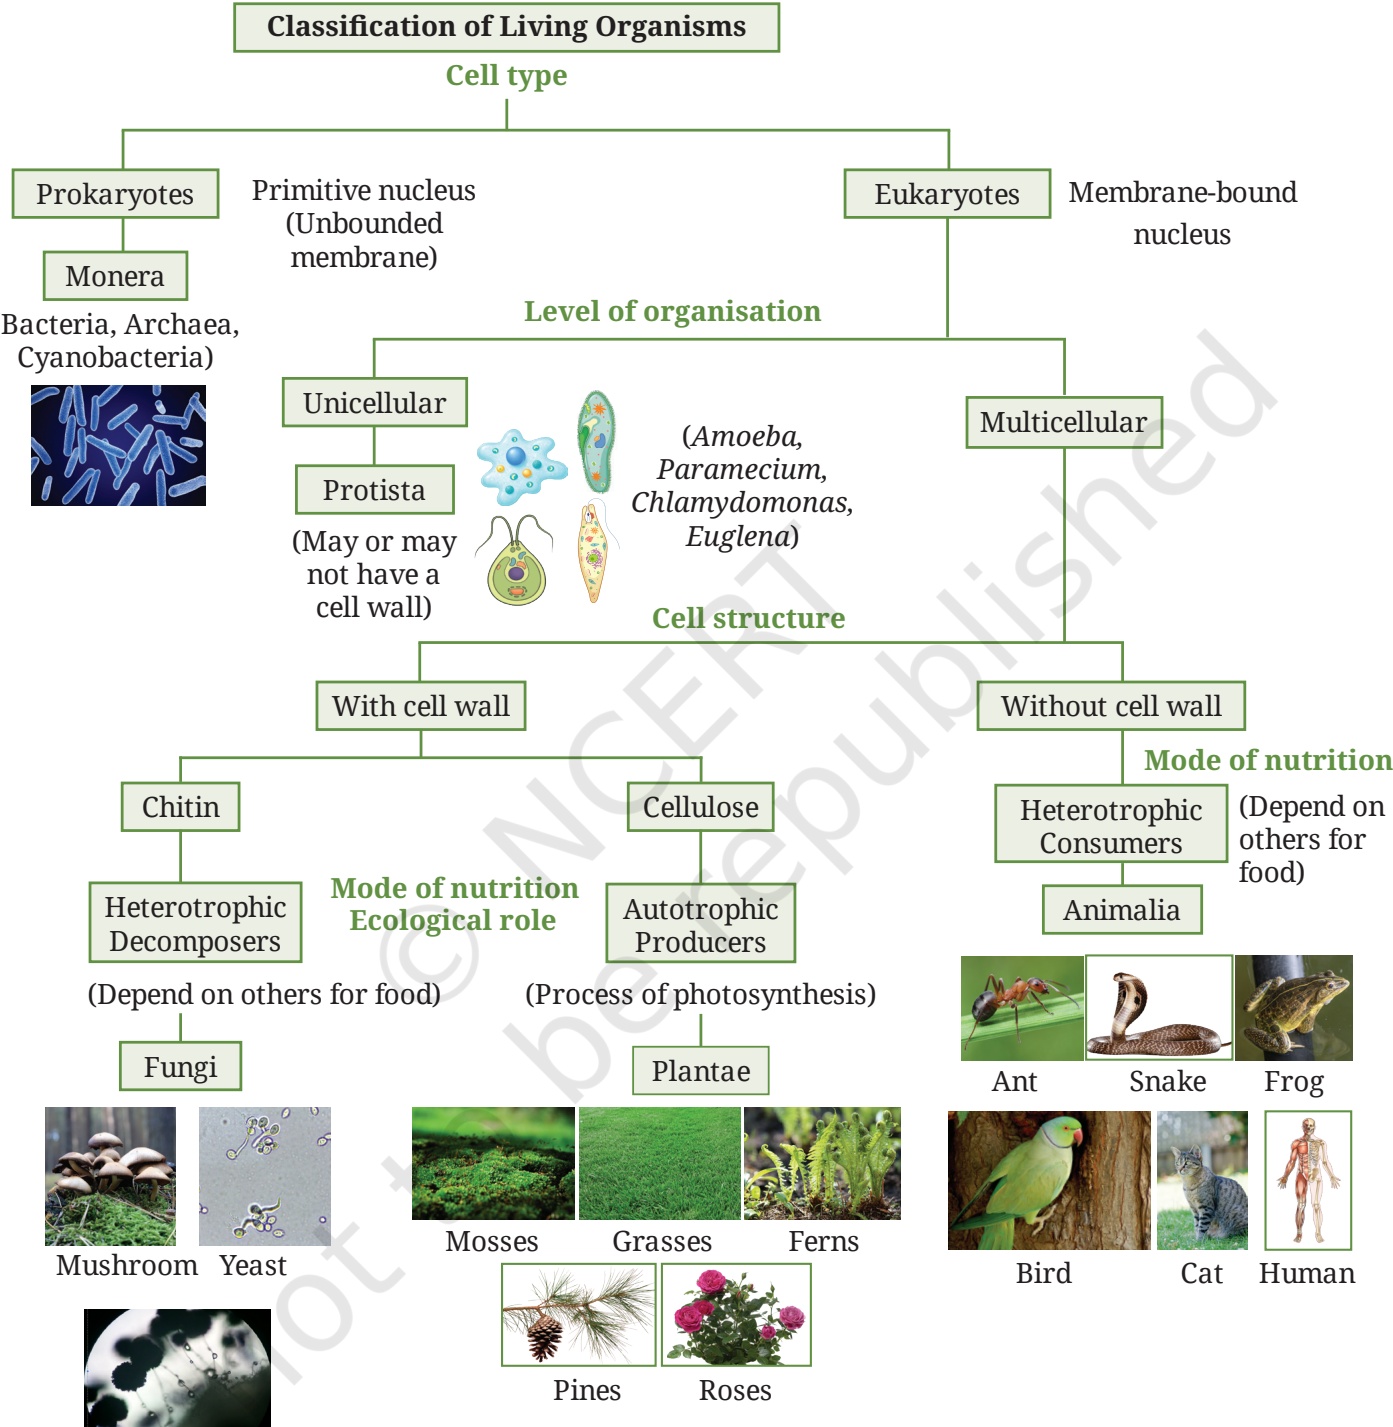 Classification of Living Organisms
Cell type
Prokaryotes
Primitive nucleus
(Unbounded
membrane)
Eukaryotes
Membrane-bound
nucleus
Monera
Bacteria, Archaea,
Cyanobacteria)
Level of organisation
Unicellular
Multicellular
Protista
(May or may
not have a
cell wall)
(Amoeba,
Paramecium,
Chlamydomonas,
Euglena)
Cell structure
With cell wall
Without cell wall
Mode of nutrition
Chitin
Cellulose
Heterotrophic
Consumers
(Depend on
others for
food)
Heterotrophic
Decomposers
Mode of nutrition
Ecological role
Autotrophic
Producers
Animalia
(Depend on others for food)
(Process of photosynthesis)
Fungi
Plantae
Ant
Snake
Frog
Mushroom
Yeast
Mosses
Grasses
Ferns
Bird
Cat
Human
Pines
Roses
© NCERT
not to be republished